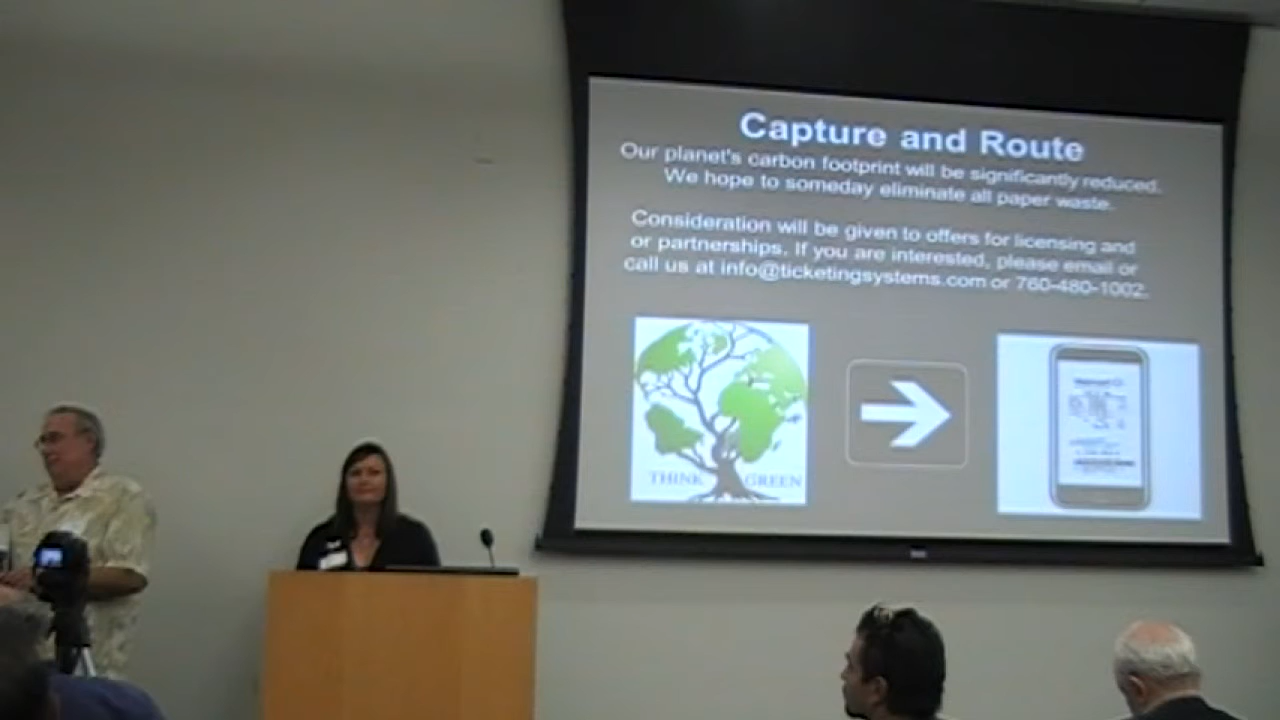 Capture and Route
Our planet's carbon footprint will be significantly reduced.
We hope to someday eliminate all paper waste.
Consideration will be given to offers for licensing and
or partnerships. If you are interested, please email or
call us at info@ticketingsystems.com or 760-480-1002.
THINK GREEN